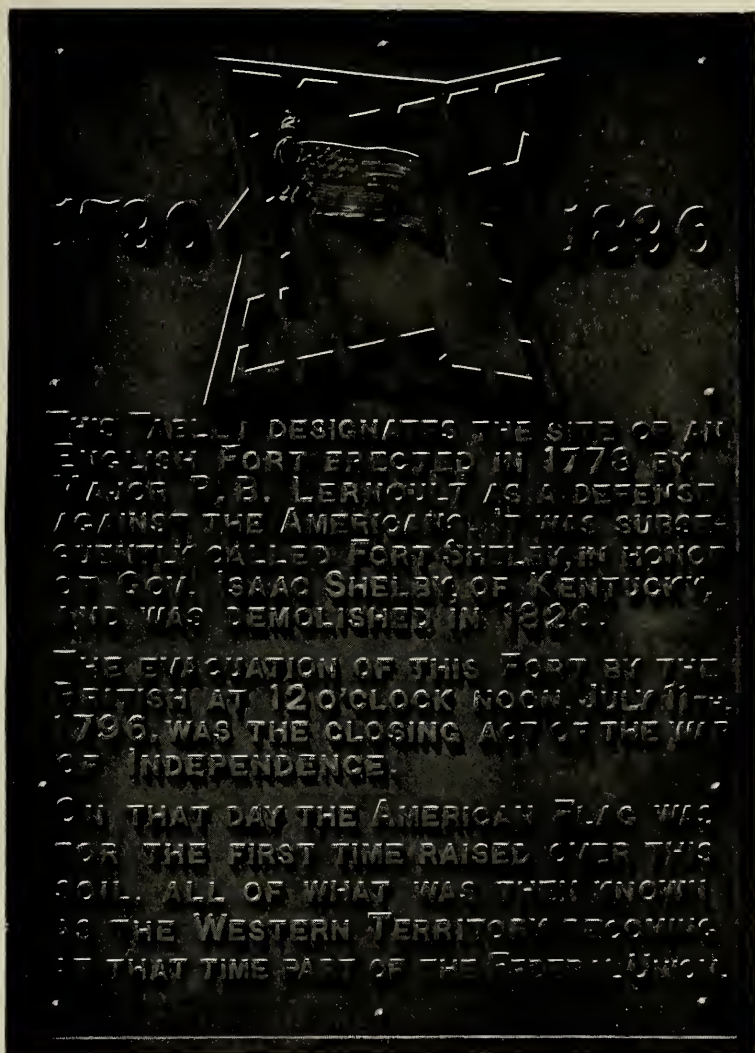 1796 1896
THIS TABLET DESIGNATES THE SITE OF AN
ENGLISH FORT ERECTED IN 1778 BY
MAJOR R. B. LERNOULT AS A DEFENSE
AGAINST THE AMERICANS. IT WAS SUBSE-
QUENTLY CALLED FORT SHELBY, IN HONOR
OF GOV. ISAAC SHELBY, OF KENTUCKY,
AND WAS DEMOLISHED IN 1826.
THE EVACUATION OF THIS FORT BY THE
BRITISH AT 12 O'CLOCK NOON, JULY 11TH,
1796, WAS THE CLOSING ACT OF THE WAR
OF INDEPENDENCE.
ON THAT DAY THE AMERICAN FLAG WAS
FOR THE FIRST TIME RAISED OVER THIS
SOIL, ALL OF WHAT WAS THEN KNOWN
AS THE WESTERN TERRITORY BECOMING
AT THAT TIME PART OF THE FEDERAL UNION.